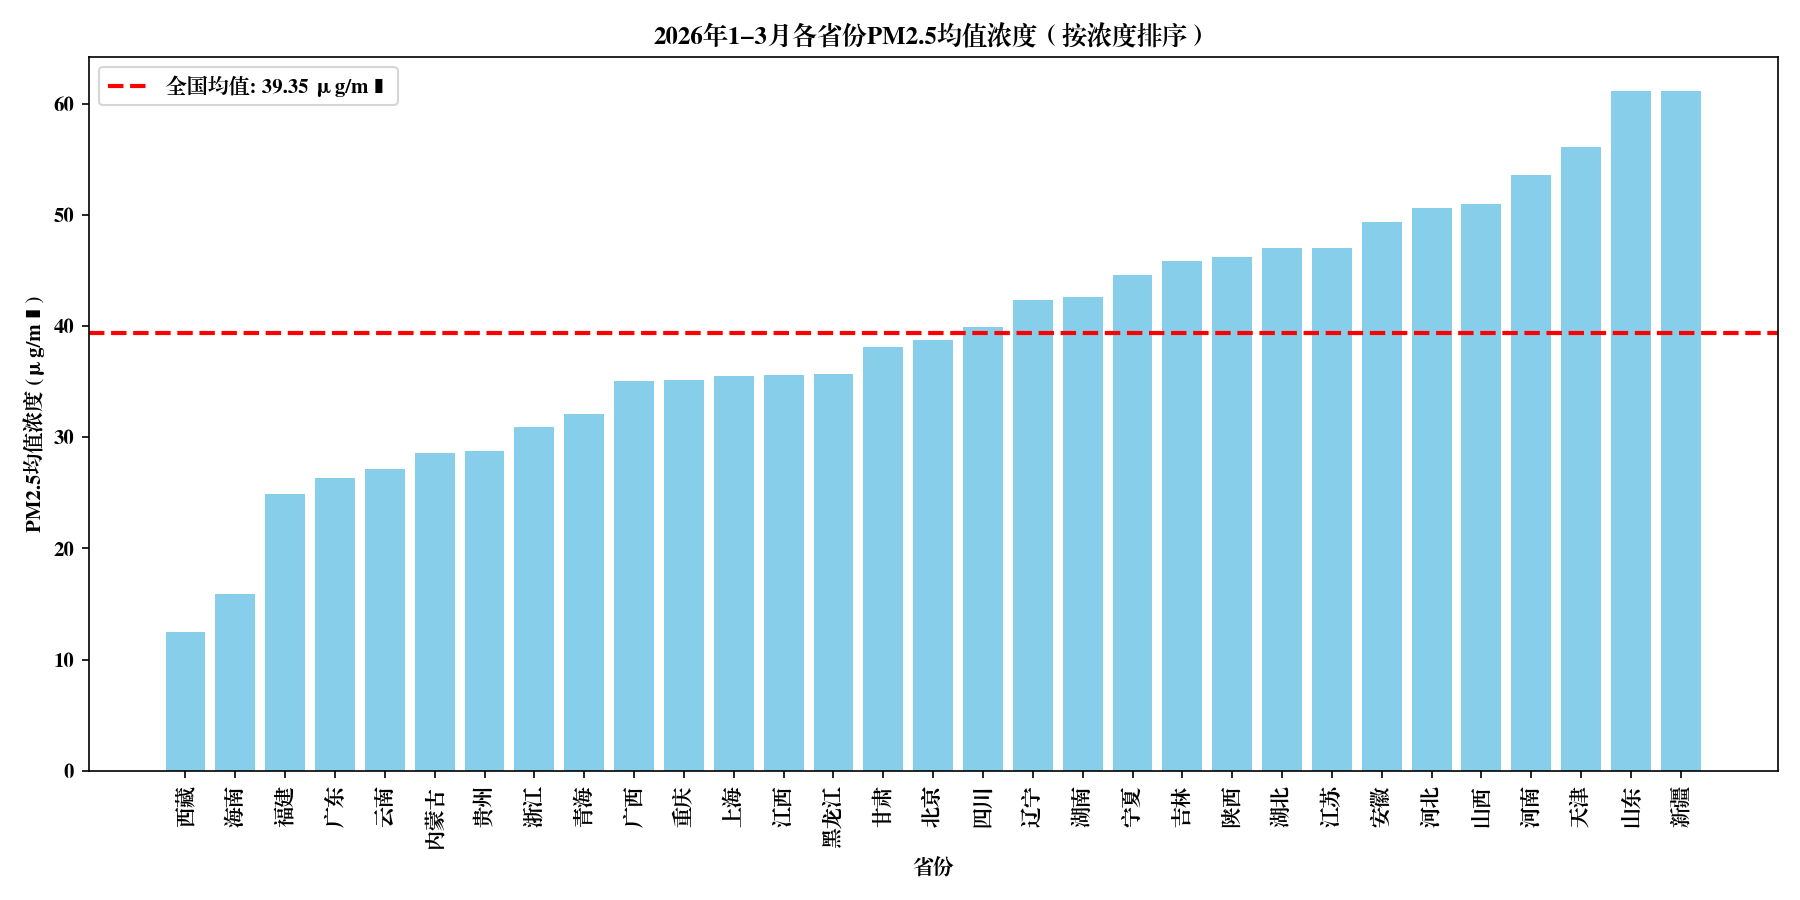 2026年1-3月各省份PM2.5均值浓度（按浓度排序）
全国均值: 39.35 μg/m▮
PM2.5均值浓度(μg/m▮)
60
50
40
30
20
10
0
西藏 海南 福建 广东 云南 内蒙古 贵州 浙江 青海 广西 重庆 上海 江西 黑龙江 甘肃 北京 四川 辽宁 湖南 宁夏 吉林 陕西 湖北 江苏 安徽 河北 山西 河南 天津 山东 新疆
省份